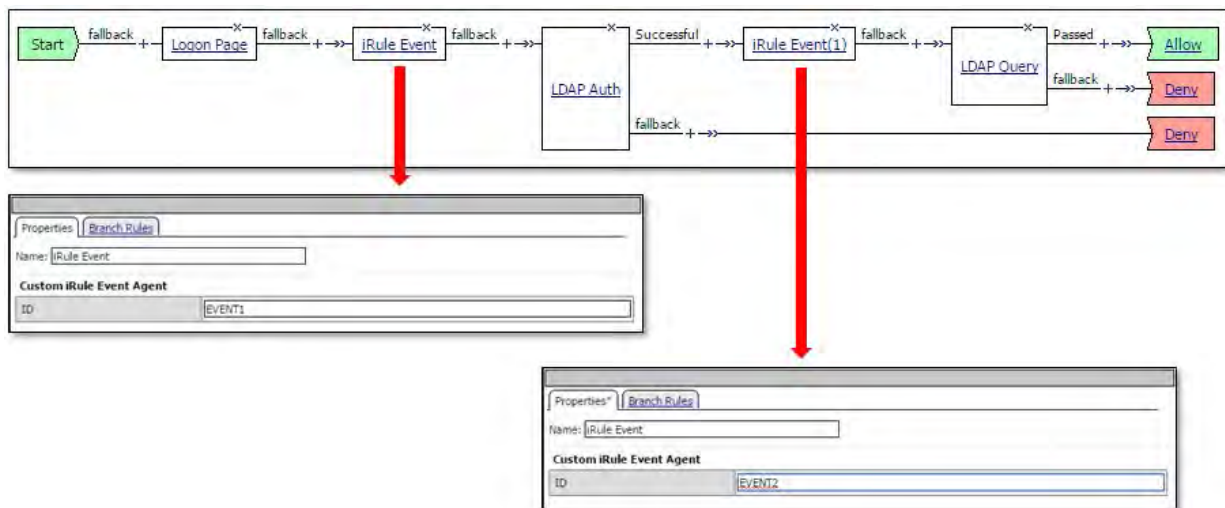 Start fallback + Logon Page × fallback +->> iRule Event × fallback +->> LDAP Auth × Successful +->> iRule Event(1) × fallback +->> LDAP Query × Passed +->> Allow
fallback +->> Deny
fallback +->> Deny
Properties Branch Rules
Name: iRule Event
Custom iRule Event Agent
ID EVENT1
Properties* Branch Rules
Name: iRule Event
Custom iRule Event Agent
ID EVENT2